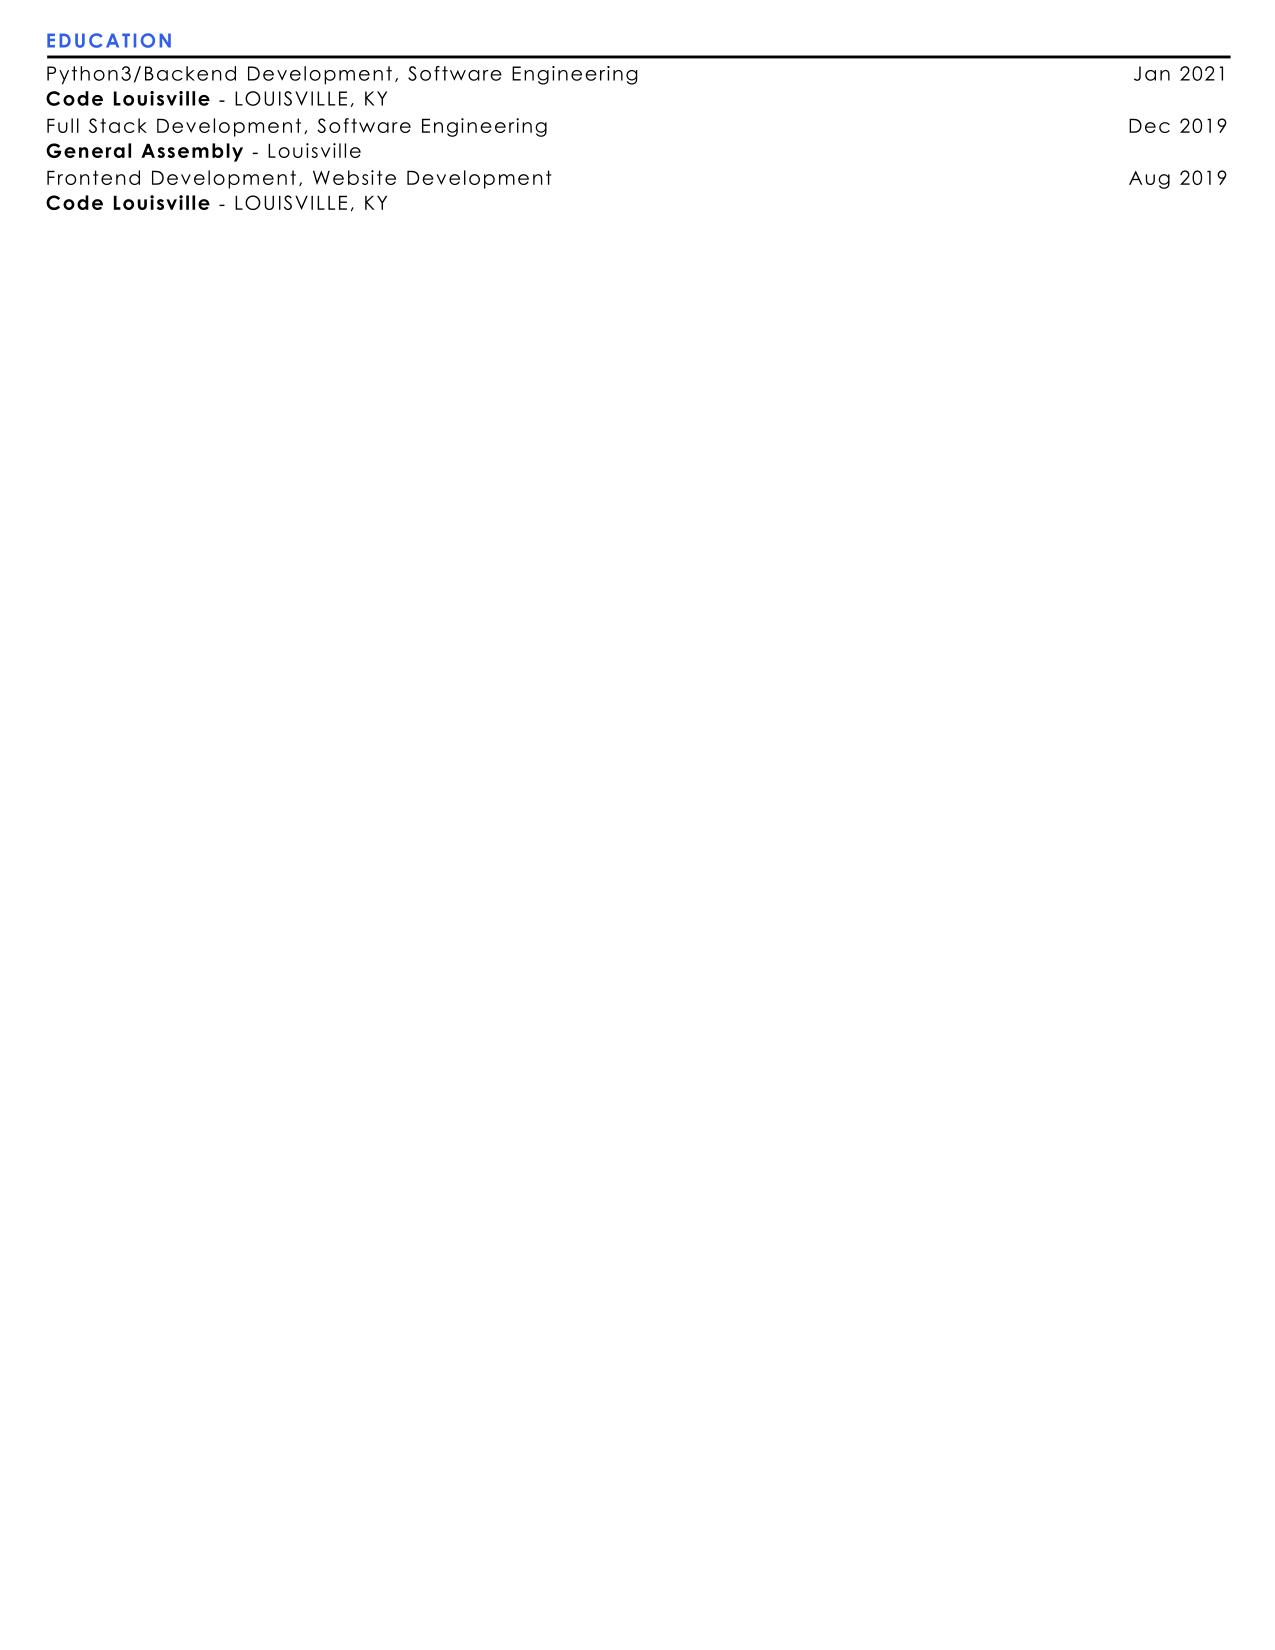 EDUCATION
Python3/Backend Development, Software Engineering Jan 2021
Code Louisville - LOUISVILLE, KY
Full Stack Development, Software Engineering Dec 2019
General Assembly - Louisville
Frontend Development, Website Development Aug 2019
Code Louisville - LOUISVILLE, KY